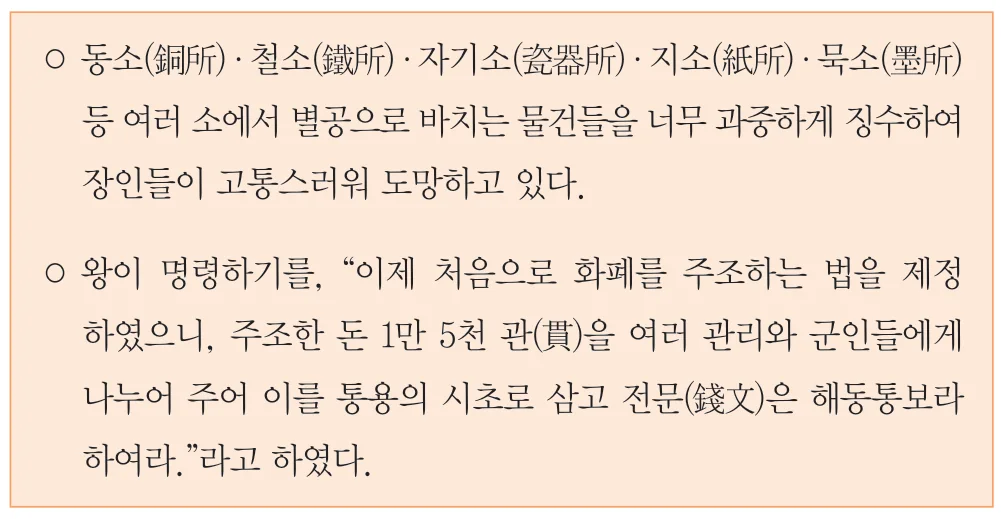 ○ 동소(銅所)·철소(鐵所)·자기소(瓷器所)·지소(紙所)·묵소(墨所)
등 여러 소에서 별공으로 바치는 물건들을 너무 과중하게 징수하여
장인들이 고통스러워 도망하고 있다.
○ 왕이 명령하기를, “이제 처음으로 화폐를 주조하는 법을 제정
하였으니, 주조한 돈 1만 5천 관(貫)을 여러 관리와 군인들에게
나누어 주어 이를 통용의 시초로 삼고 전문(錢文)은 해동통보라
하여라.”라고 하였다.